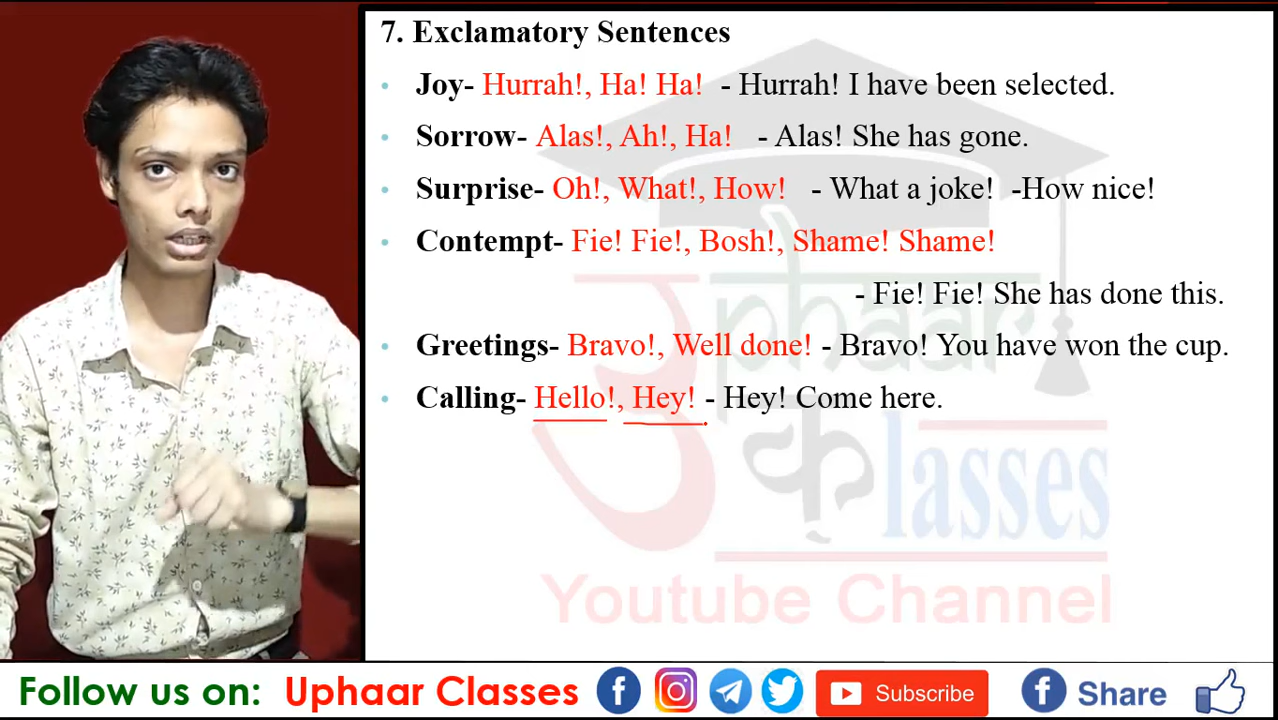 7. Exclamatory Sentences
• Joy- Hurrah!, Ha! Ha! - Hurrah! I have been selected.
• Sorrow- Alas!, Ah!, Ha! - Alas! She has gone.
• Surprise- Oh!, What!, How! - What a joke! -How nice!
• Contempt- Fie! Fie!, Bosh!, Shame! Shame!
- Fie! Fie! She has done this.
• Greetings- Bravo!, Well done! - Bravo! You have won the cup.
• Calling- Hello!, Hey! - Hey! Come here.
उphaar
कlasses
Youtube Channel
Follow us on: Uphaar Classes Subscribe Share